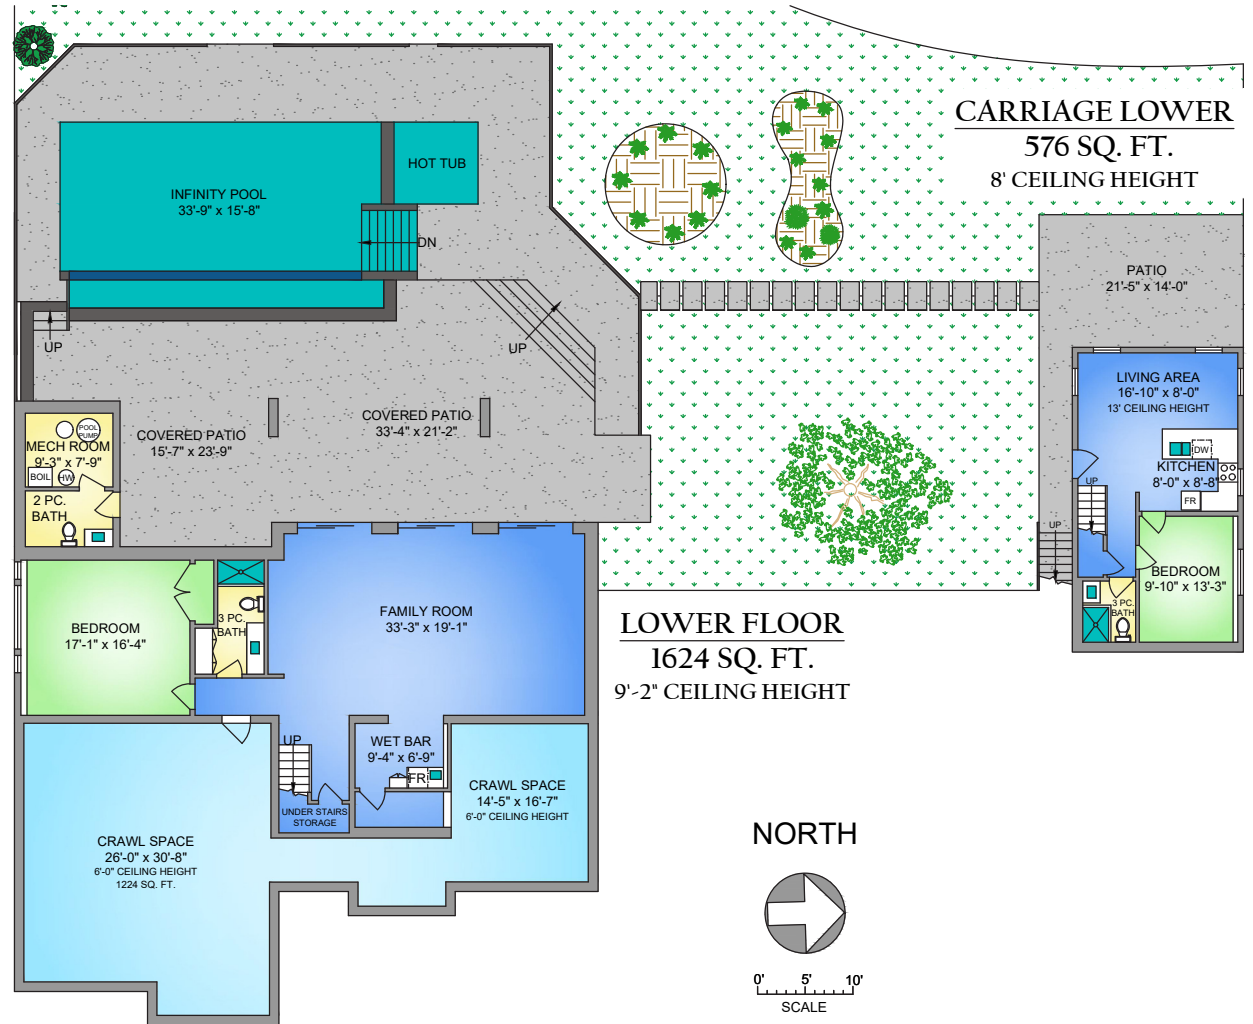 CARRIAGE LOWER
576 SQ. FT.
8' CEILING HEIGHT
HOT TUB
INFINITY POOL
33'-9" x 15'-8"
DN
PATIO
21'-5" x 14'-0"
UP
UP
LIVING AREA
16'-10" x 8'-0"
13' CEILING HEIGHT
COVERED PATIO
33'-4" x 21'-2"
COVERED PATIO
15'-7" x 23'-9"
POOL
PUMP
MECH ROOM
9'-3" x 7'-9"
BOIL
HW
DW
KITCHEN
8'-0" x 8'-8"
FR
UP
2 PC.
BATH
UP
BEDROOM
9'-10" x 13'-3"
3 PC.
BATH
FAMILY ROOM
33'-3" x 19'-1"
3 PC.
BATH
BEDROOM
17'-1" x 16'-4"
LOWER FLOOR
1624 SQ. FT.
9'-2" CEILING HEIGHT
UP
WET BAR
9'-4" x 6'-9"
FR
CRAWL SPACE
14'-5" x 16'-7"
6'-0" CEILING HEIGHT
UNDER STAIRS
STORAGE
CRAWL SPACE
26'-0" x 30'-8"
6'-0" CEILING HEIGHT
1224 SQ. FT.
NORTH
0' 5' 10'
SCALE